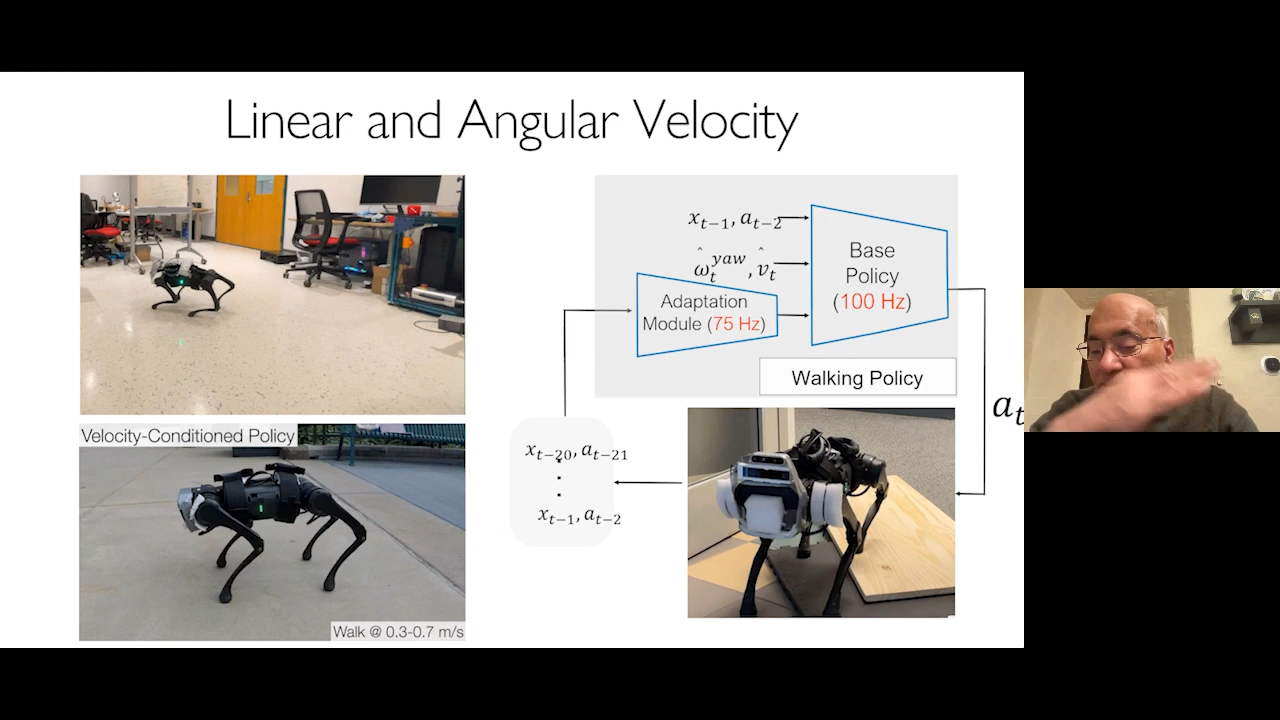 Linear and Angular Velocity
x_{t−1}, a_{t−2}
\hat{ω}_t^{yaw}, \hat{v}_t
Base
Policy
(100 Hz)
Adaptation
Module (75 Hz)
Walking Policy
a_t
Velocity-Conditioned Policy
x_{t−20}, a_{t−21}
x_{t−1}, a_{t−2}
Walk @ 0.3-0.7 m/s